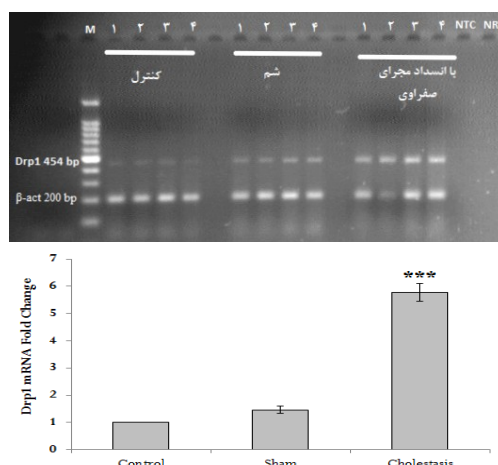 M ۱ ۲ ۳ ۴ ۱ ۲ ۳ ۴ ۱ ۲ ۳ ۴ NTC NR
کنترل
شم
با انسداد مجرای
صفراوی
Drp1 454 bp
β-act 200 bp
7
6
5
4
3
2
1
0
Drp1 mRNA Fold Change
***
Control Sham Cholestasis